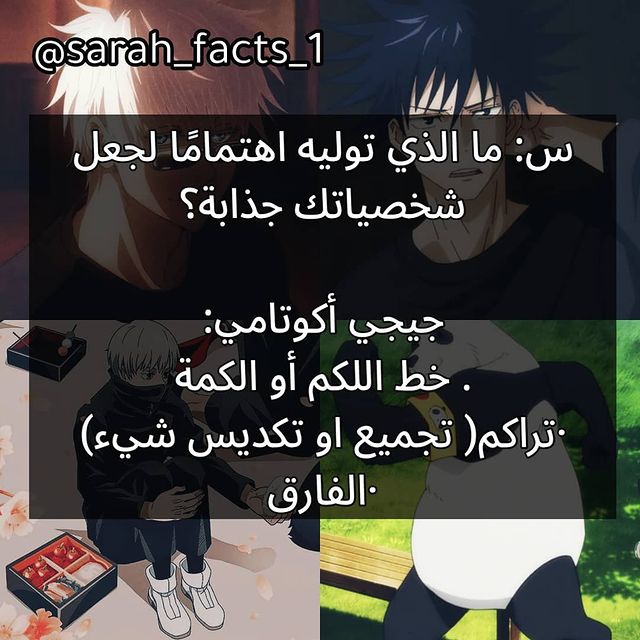 @sarah_facts_1
س: ما الذي توليه اهتمامًا لجعل
شخصياتك جذابة؟
جيجي أكوتامي:
. خط اللكم أو الكمة
·تراكم( تجميع او تكديس شيء)
·الفارق